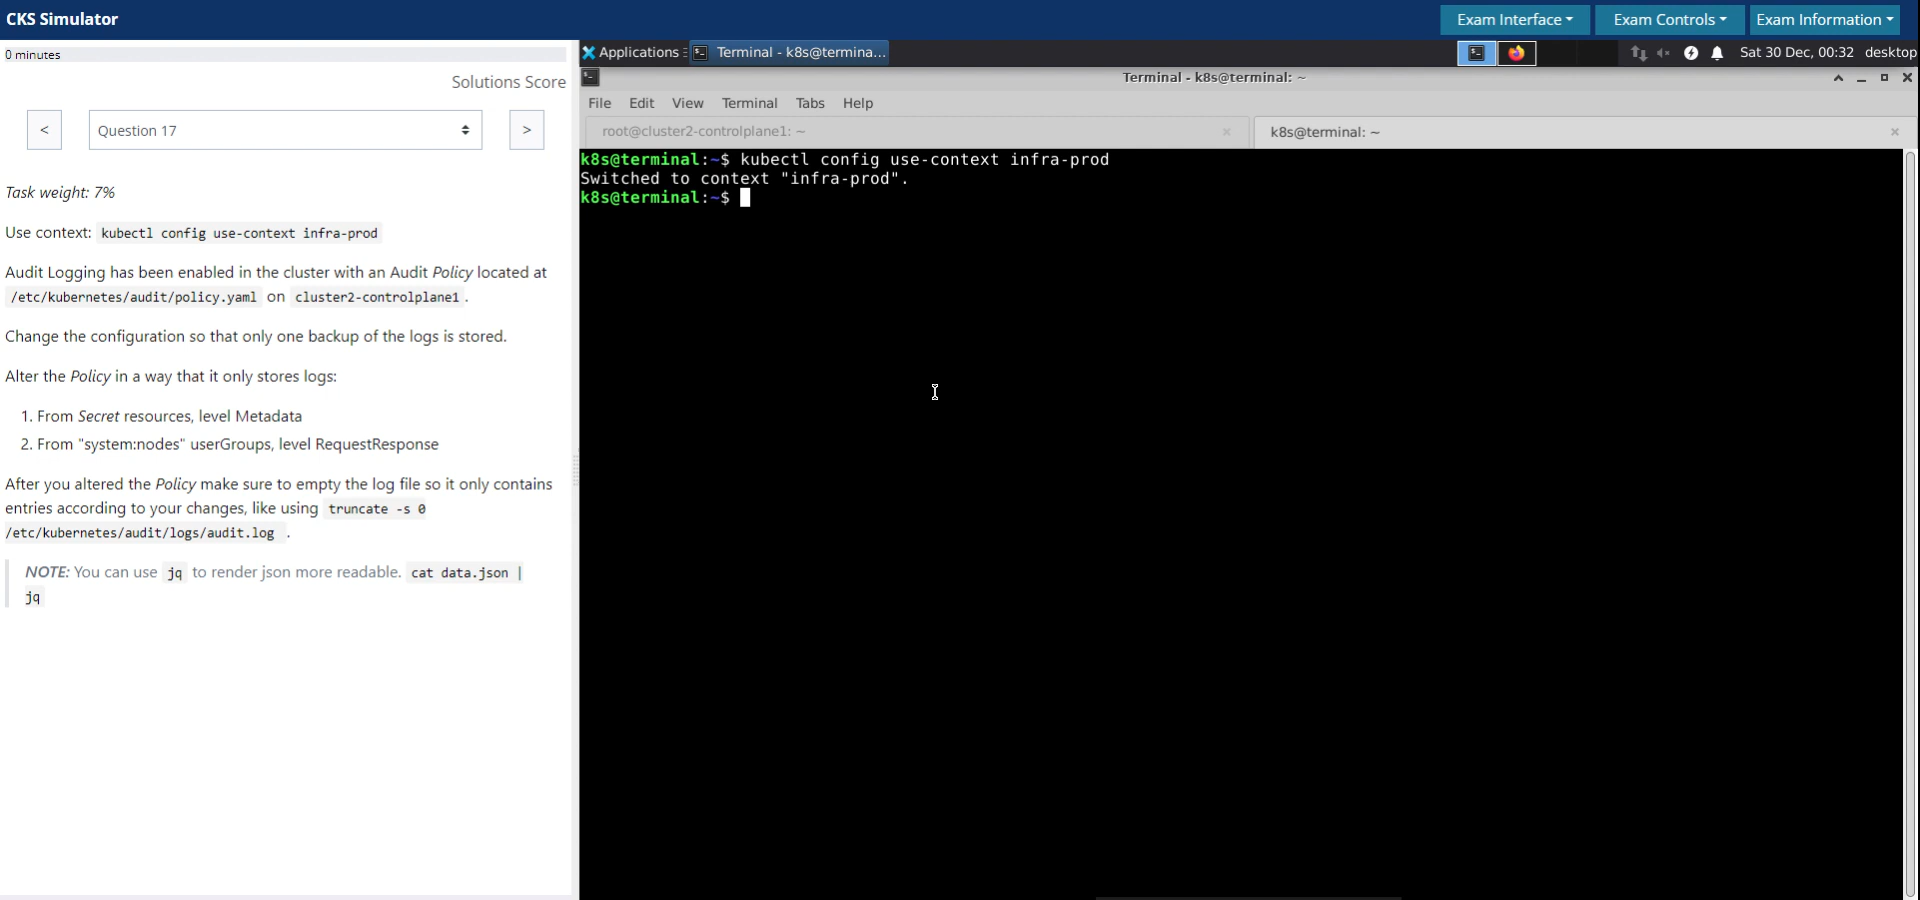 CKS Simulator
Exam Interface
Exam Controls
Exam Information
0 minutes
Solutions Score
<
Question 17
>
Task weight: 7%
Use context: kubectl config use-context infra-prod
Audit Logging has been enabled in the cluster with an Audit Policy located at
/etc/kubernetes/audit/policy.yaml on cluster2-controlplane1 .
Change the configuration so that only one backup of the logs is stored.
Alter the Policy in a way that it only stores logs:
1. From Secret resources, level Metadata
2. From "system:nodes" userGroups, level RequestResponse
After you altered the Policy make sure to empty the log file so it only contains
entries according to your changes, like using truncate -s 0
/etc/kubernetes/audit/logs/audit.log .
NOTE: You can use jq to render json more readable. cat data.json |
jq
Applications
Terminal - k8s@termina...
Sat 30 Dec, 00:32 desktop
Terminal - k8s@terminal: ~
File Edit View Terminal Tabs Help
root@cluster2-controlplane1: ~
k8s@terminal: ~
k8s@terminal:~$ kubectl config use-context infra-prod
Switched to context "infra-prod".
k8s@terminal:~$